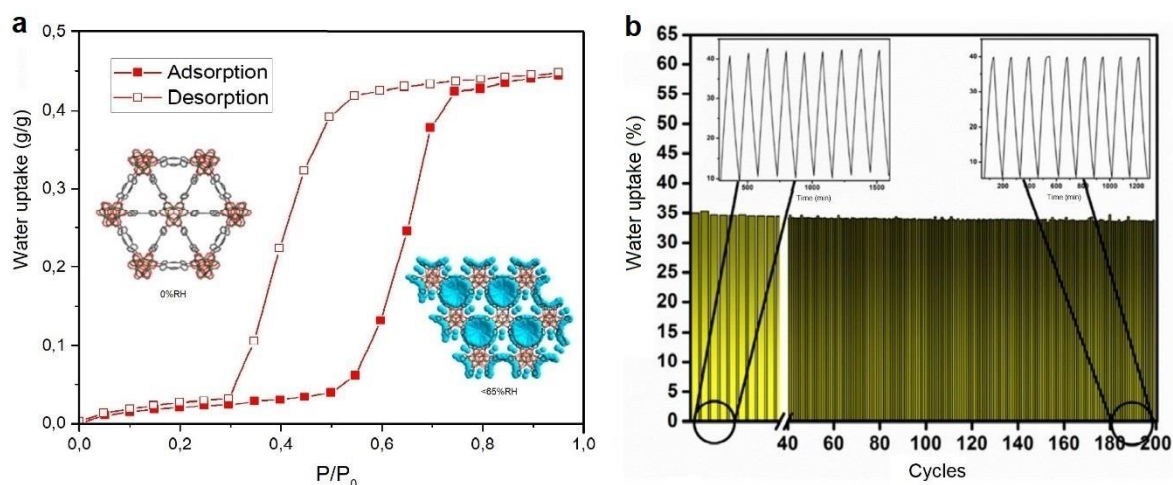 a
Water uptake (g/g)
0,5
0,4
0,3
0,2
0,1
0,0
Adsorption
Desorption
0%RH
<65%RH
0,0 0,2 0,4 0,6 0,8 1,0
P/P₀
b
Water uptake (%)
65
60
55
50
45
40
35
30
25
20
15
10
5
0
40
30
20
10
500 1000 1500
Time (min)
40
30
20
10
200 400 600 800 1000 1200
Time (min)
40 60 80 100 120 140 160 180 200
Cycles